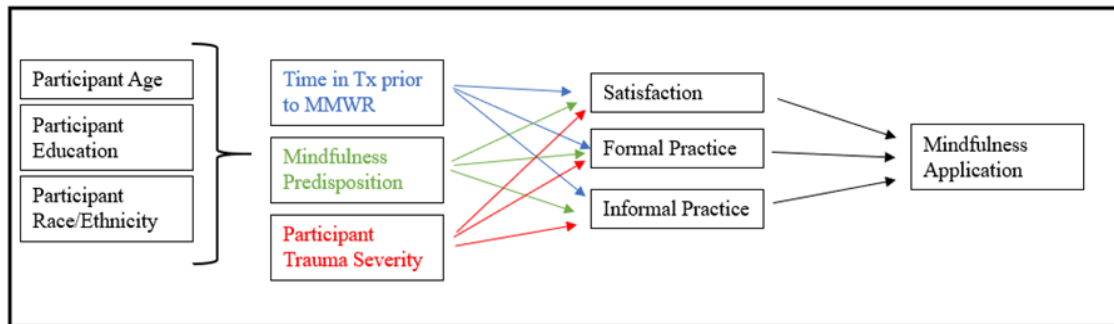 Participant Age
Participant
Education
Participant
Race/Ethnicity
Time in Tx prior
to MMWR
Mindfulness
Predisposition
Participant
Trauma Severity
Satisfaction
Formal Practice
Informal Practice
Mindfulness
Application